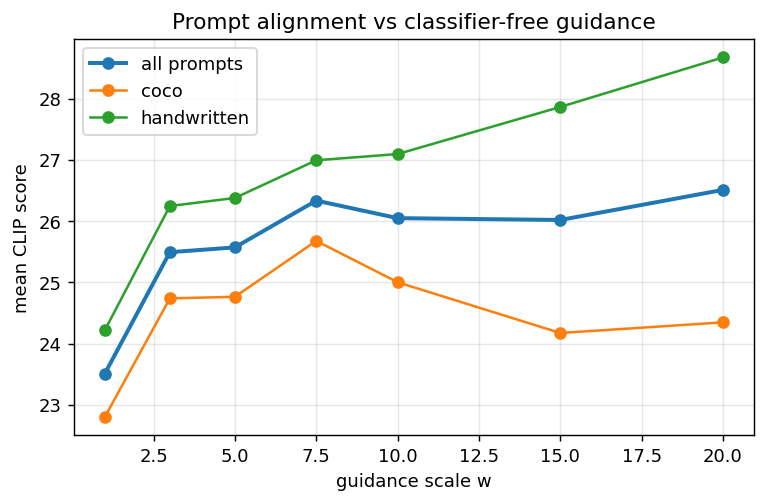 Prompt alignment vs classifier-free guidance
all prompts
coco
handwritten
mean CLIP score
28
27
26
25
24
23
2.5 5.0 7.5 10.0 12.5 15.0 17.5 20.0
guidance scale w